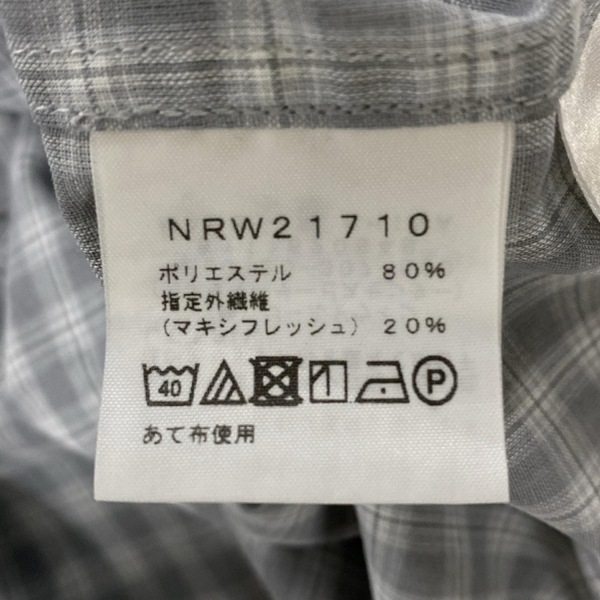 NRW21710
ポリエステル 80%
指定外繊維
(マキシフレッシュ) 20%
40 P
あて布使用